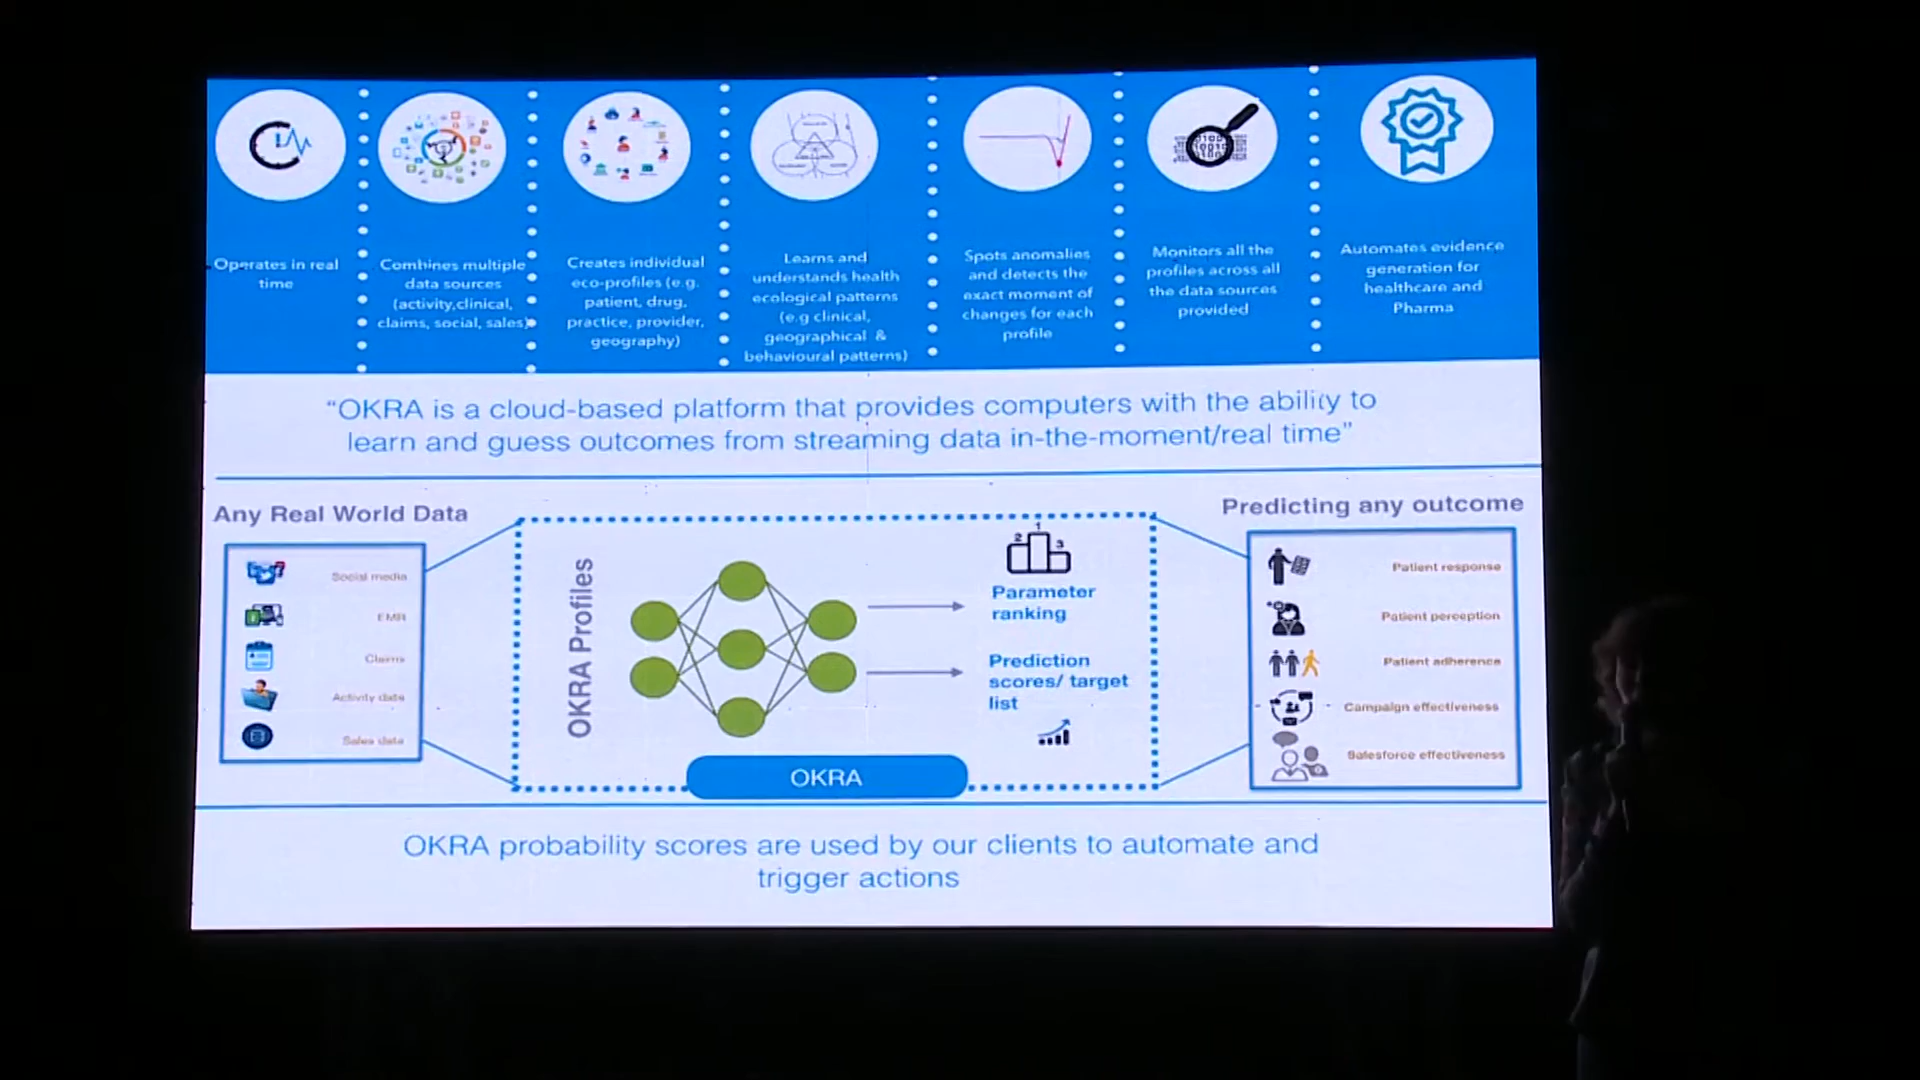 Operates in real
time
Combines multiple
data sources
(activity,clinical,
claims, social, sales)
Creates individual
eco-profiles (e.g.
patient, drug,
practice, provider,
geography)
Learns and
understands health
ecological patterns
(e.g clinical,
geographical &
behavioural patterns)
Spots anomalies
and detects the
exact moment of
changes for each
profile
Monitors all the
profiles across all
the data sources
provided
Automates evidence
generation for
healthcare and
Pharma
“OKRA is a cloud-based platform that provides computers with the ability to
learn and guess outcomes from streaming data in-the-moment/real time”
Any Real World Data
Social media
EMR
Claims
Activity data
Sales data
OKRA Profiles
1
2
3
Parameter
ranking
Prediction
scores/ target
list
OKRA
Predicting any outcome
Patient response
Patient perception
Patient adherence
Campaign effectiveness
Salesforce effectiveness
OKRA probability scores are used by our clients to automate and
trigger actions